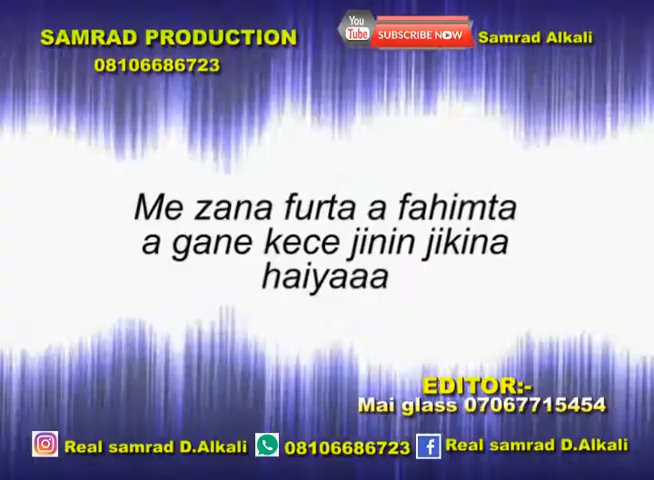 SAMRAD PRODUCTION
08106686723
You
Tube
SUBSCRIBE NOW
Samrad Alkali
Me zana furta a fahimta
a gane kece jinin jikina
haiyaaa
EDITOR:-
Mai glass 07067715454
Real samrad D.Alkali
08106686723
Real samrad D.Alkali